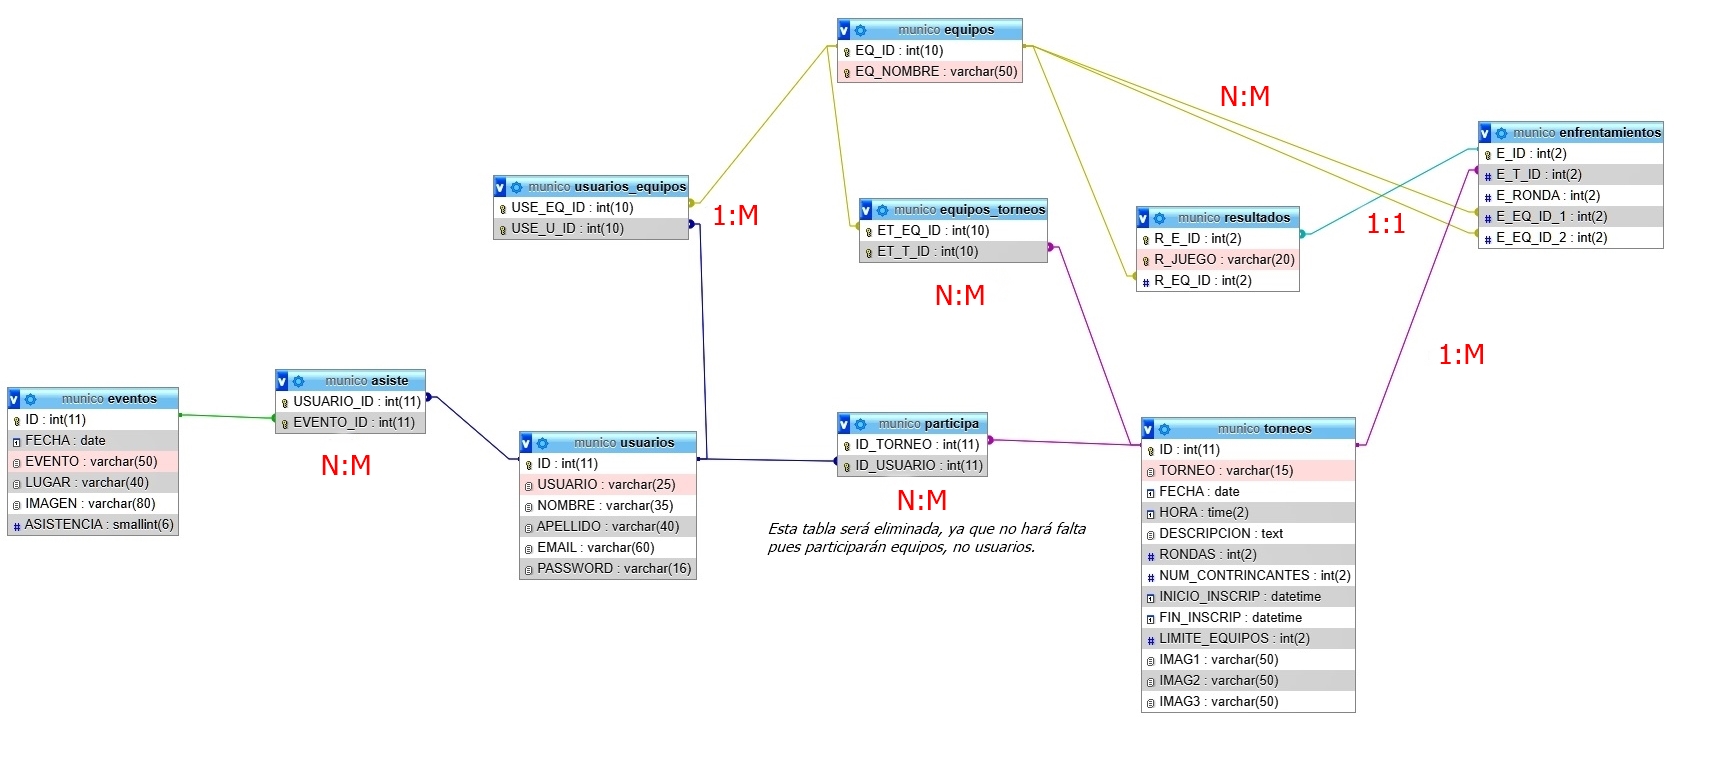 munico equipos
EQ_ID : int(10)
EQ_NOMBRE : varchar(50)
N:M
munico enfrentamientos
E_ID : int(2)
E_T_ID : int(2)
E_RONDA : int(2)
E_EQ_ID_1 : int(2)
E_EQ_ID_2 : int(2)
munico usuarios_equipos
USE_EQ_ID : int(10)
USE_U_ID : int(10)
1:M
munico equipos_torneos
ET_EQ_ID : int(10)
ET_T_ID : int(10)
N:M
munico resultados
R_E_ID : int(2)
R_JUEGO : varchar(20)
R_EQ_ID : int(2)
1:1
1:M
munico eventos
ID : int(11)
FECHA : date
EVENTO : varchar(50)
LUGAR : varchar(40)
IMAGEN : varchar(80)
ASISTENCIA : smallint(6)
munico asiste
USUARIO_ID : int(11)
EVENTO_ID : int(11)
N:M
munico usuarios
ID : int(11)
USUARIO : varchar(25)
NOMBRE : varchar(35)
APELLIDO : varchar(40)
EMAIL : varchar(60)
PASSWORD : varchar(16)
munico participa
ID_TORNEO : int(11)
ID_USUARIO : int(11)
N:M
Esta tabla será eliminada, ya que no hará falta
pues participarán equipos, no usuarios.
munico torneos
ID : int(11)
TORNEO : varchar(15)
FECHA : date
HORA : time(2)
DESCRIPCION : text
RONDAS : int(2)
NUM_CONTRINCANTES : int(2)
INICIO_INSCRIP : datetime
FIN_INSCRIP : datetime
LIMITE_EQUIPOS : int(2)
IMAG1 : varchar(50)
IMAG2 : varchar(50)
IMAG3 : varchar(50)